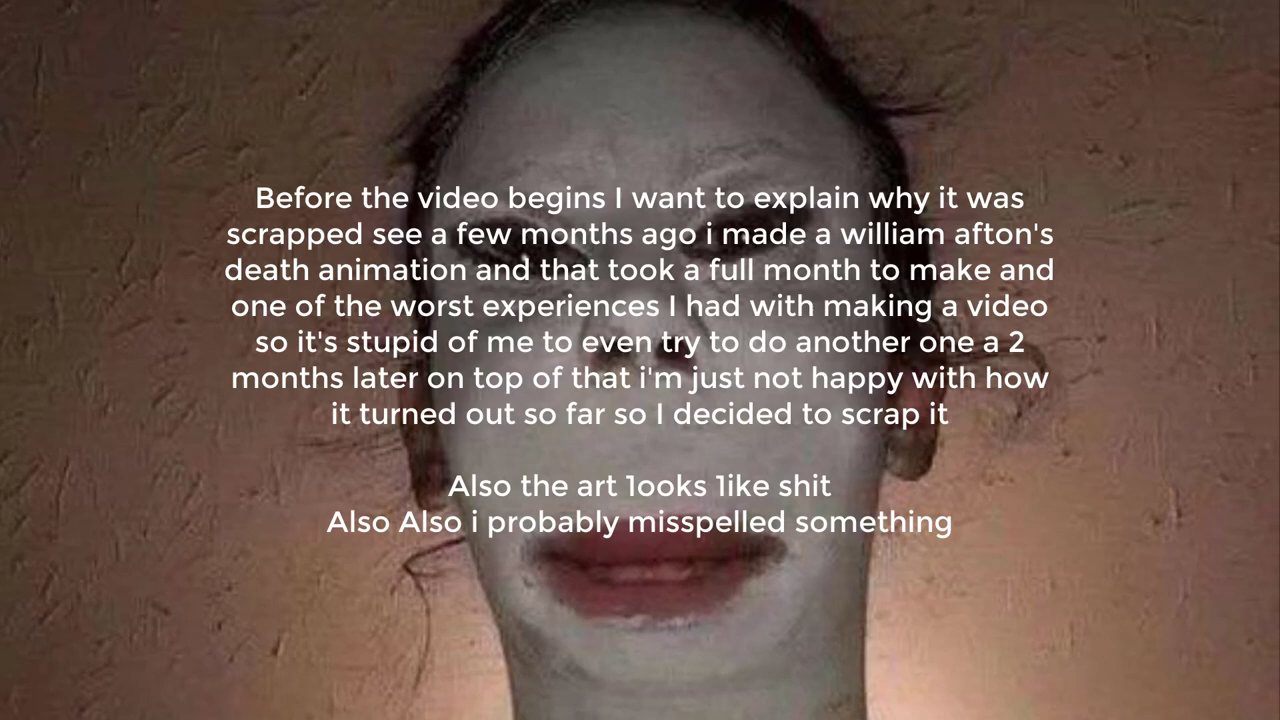 Before the video begins I want to explain why it was
scrapped see a few months ago i made a william afton's
death animation and that took a full month to make and
one of the worst experiences I had with making a video
so it's stupid of me to even try to do another one a 2
months later on top of that i'm just not happy with how
it turned out so far so I decided to scrap it
Also the art 1ooks 1ike shit
Also Also i probably misspelled something